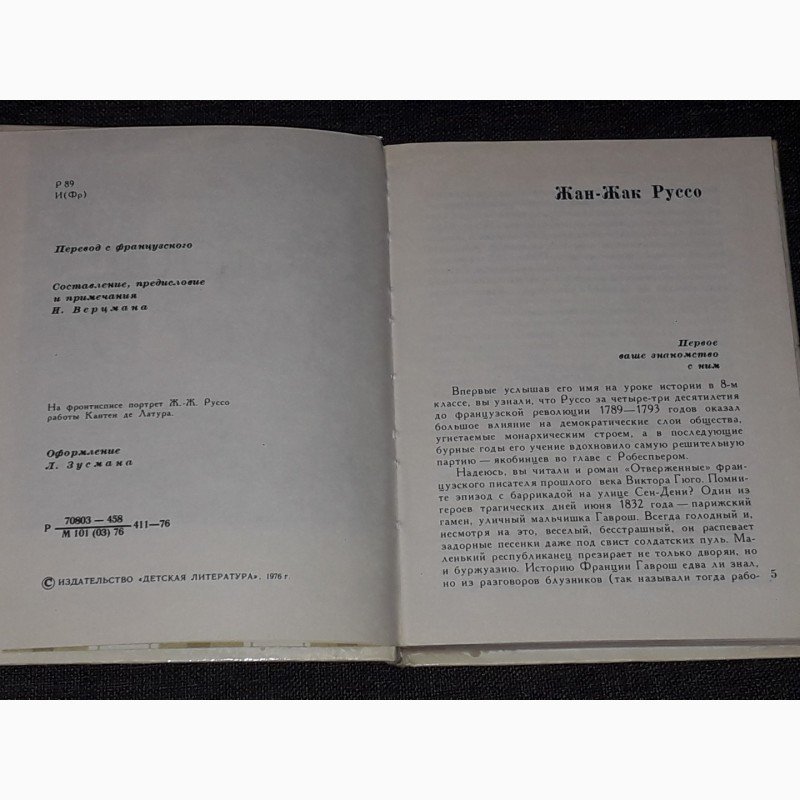 Р 89
И(Фр)
Перевод с французского
Составление, предисловие
и примечания
И. Верцмана
На фронтисписе портрет Ж.-Ж. Руссо
работы Кантен де Латура.
Оформление
Л. Зусмана
70803—458
Р ———— 411—76
М 101 (03) 76
© ИЗДАТЕЛЬСТВО «ДЕТСКАЯ ЛИТЕРАТУРА». 1976 г.
Жан-Жак Руссо
Первое
ваше знакомство
с ним
Впервые услышав его имя на уроке истории в 8-м
классе, вы узнали, что Руссо за четыре-три десятилетия
до французской революции 1789—1793 годов оказал
большое влияние на демократические слои общества,
угнетаемые монархическим строем, а в последующие
бурные годы его учение вдохновило самую решительную
партию — якобинцев во главе с Робеспьером.
Надеюсь, вы читали и роман «Отверженные» фран-
цузского писателя прошлого века Виктора Гюго. Помни-
те эпизод с баррикадой на улице Сен-Дени? Один из
героев трагических дней июня 1832 года — парижский
гамен, уличный мальчишка Гаврош. Всегда голодный и,
несмотря на это, веселый, бесстрашный, он распевает
задорные песенки даже под свист солдатских пуль. Ма-
ленький республиканец презирает не только дворян, но
и буржуазию. Историю Франции Гаврош едва ли знал,
но из разговоров блузников (так называли тогда рабо-
5